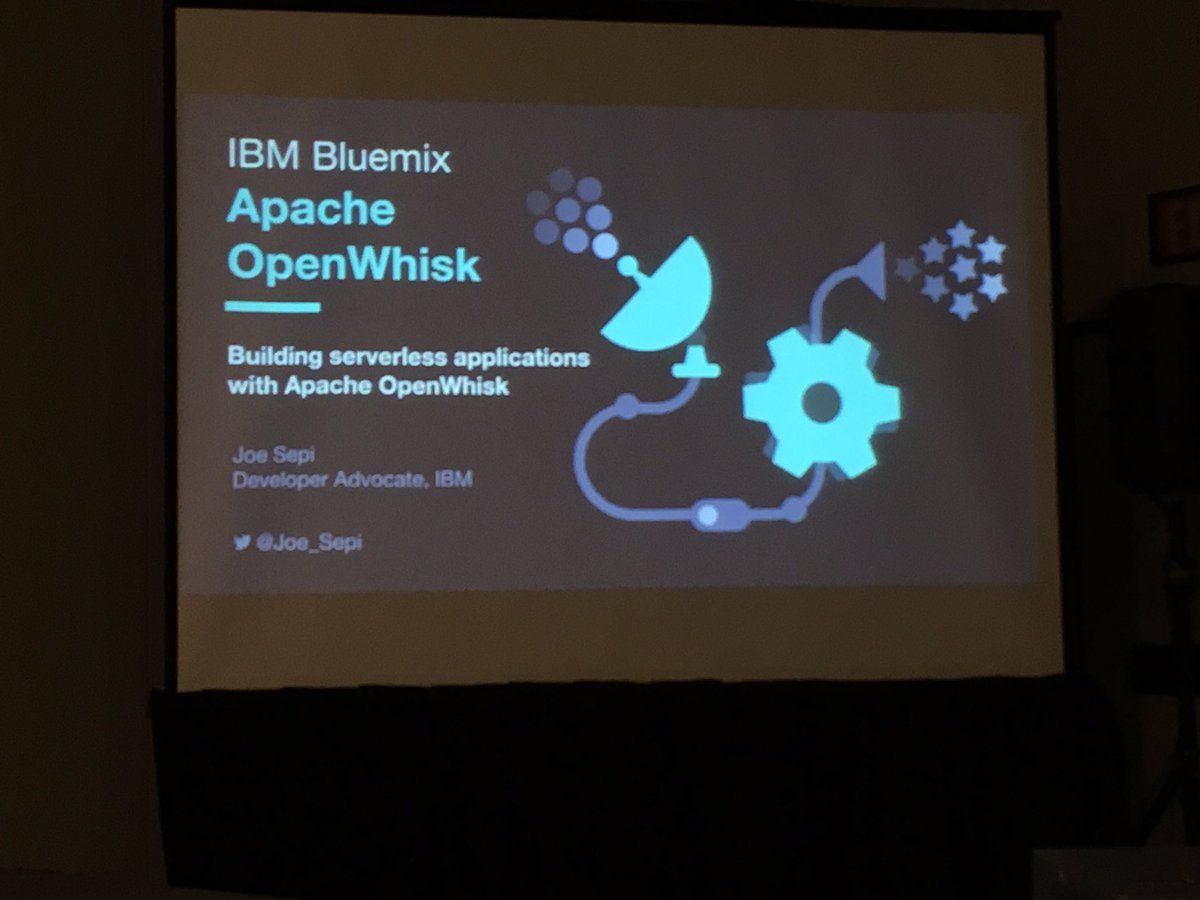 IBM Bluemix
Apache
OpenWhisk
Building serverless applications
with Apache OpenWhisk
Joe Sepi
Developer Advocate, IBM
@Joe_Sepi